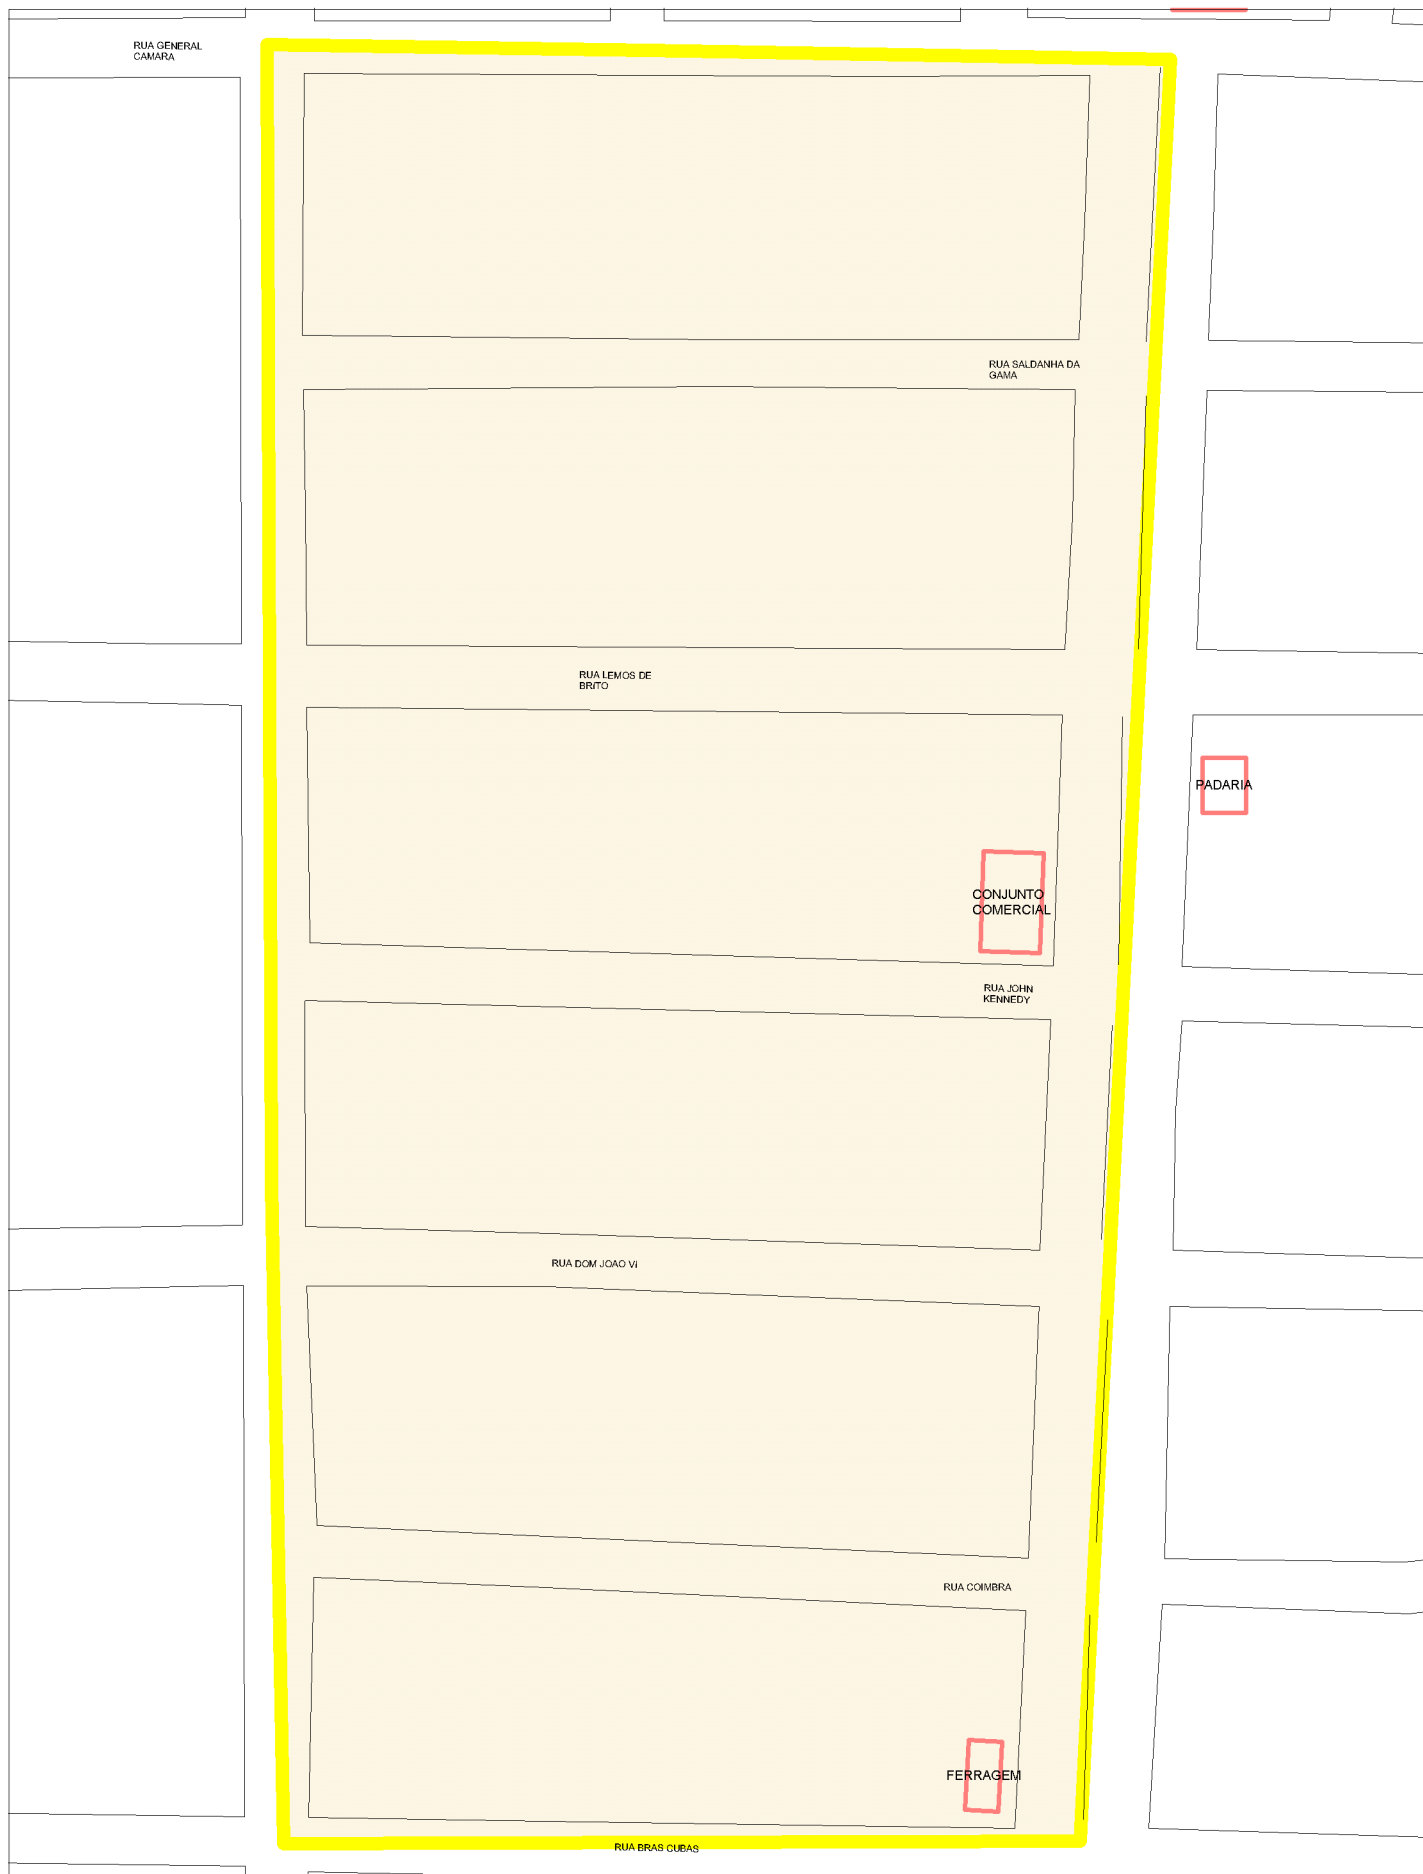 RUA GENERAL
CAMARA
RUA SALDANHA DA
GAMA
RUA LEMOS DE
BRITO
PADARIA
CONJUNTO
COMERCIAL
RUA JOHN
KENNEDY
RUA DOM JOAO VI
RUA COIMBRA
FERRAGEM
RUA BRAS CUBAS